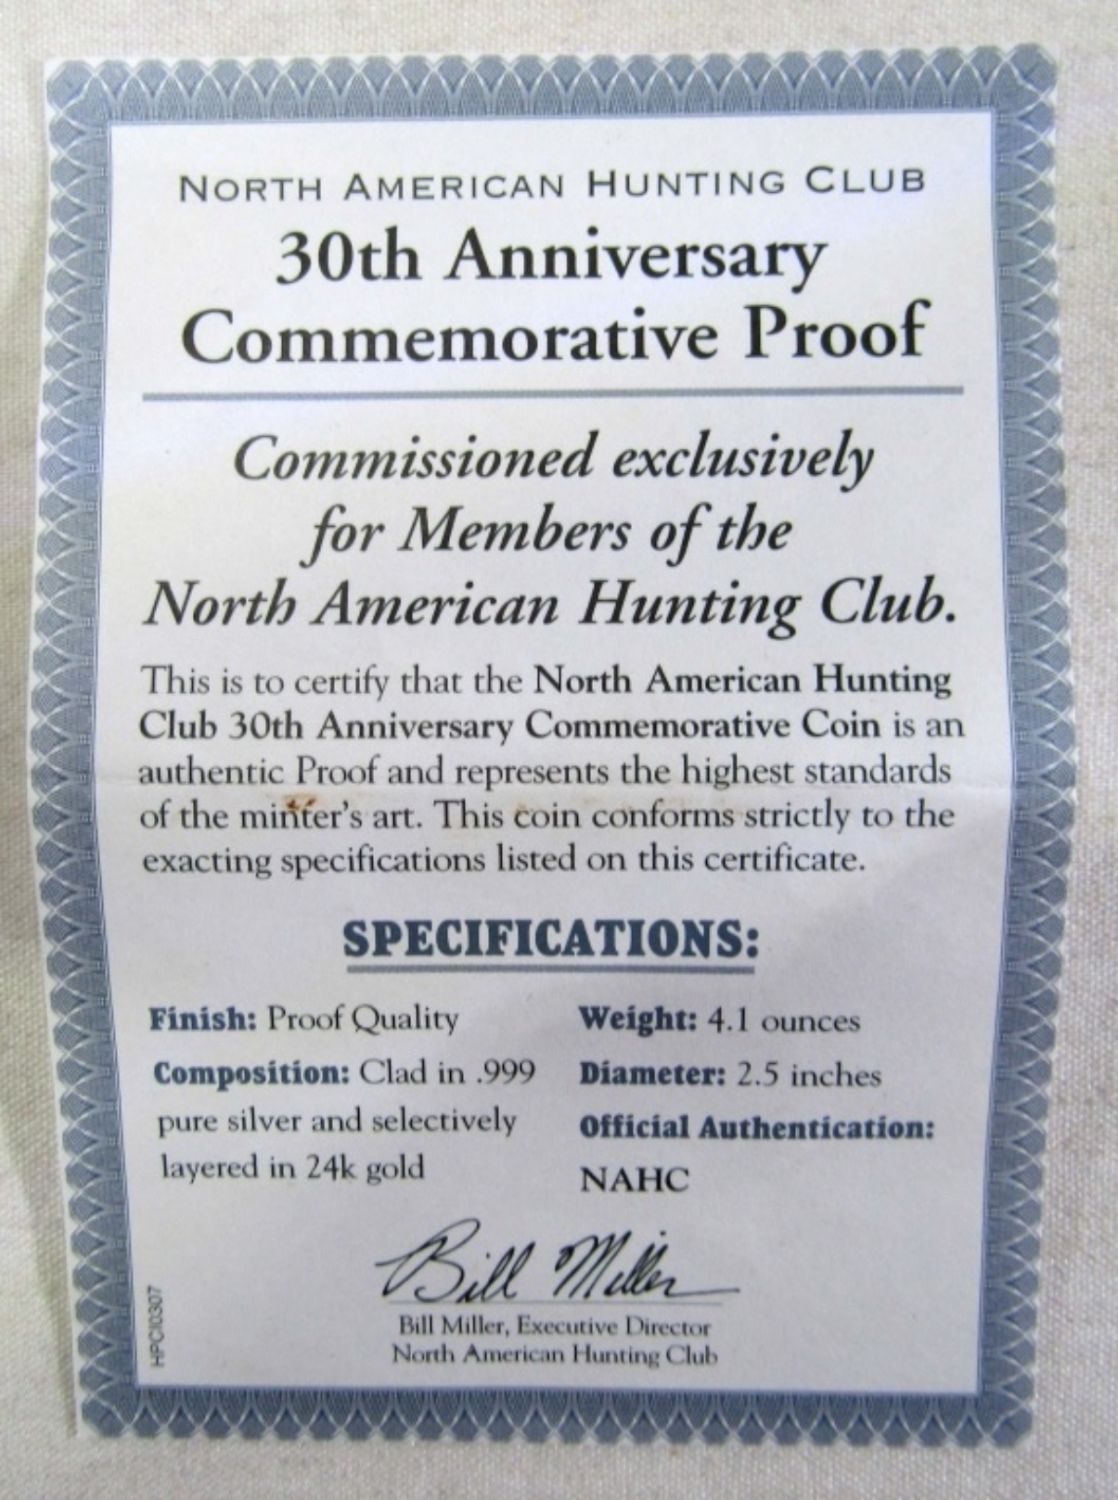 NORTH AMERICAN HUNTING CLUB
30th Anniversary
Commemorative Proof
Commissioned exclusively
for Members of the
North American Hunting Club.
This is to certify that the North American Hunting
Club 30th Anniversary Commemorative Coin is an
authentic Proof and represents the highest standards
of the minter's art. This coin conforms strictly to the
exacting specifications listed on this certificate.
SPECIFICATIONS:
Finish: Proof Quality
Composition: Clad in .999
pure silver and selectively
layered in 24k gold
Weight: 4.1 ounces
Diameter: 2.5 inches
Official Authentication:
NAHC
Bill Miller
Bill Miller, Executive Director
North American Hunting Club
HPCI0307